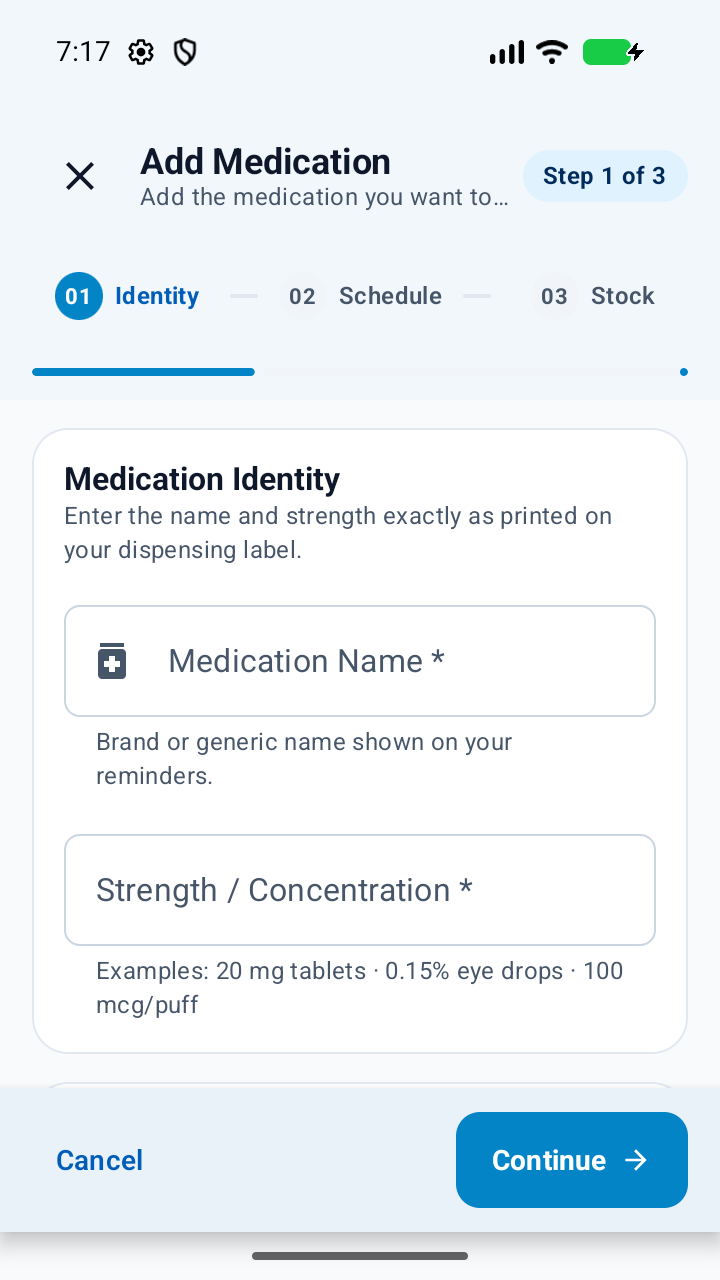 7:17
Add Medication
Add the medication you want to…
Step 1 of 3
01 Identity
02 Schedule
03 Stock
Medication Identity
Enter the name and strength exactly as printed on
your dispensing label.
Medication Name *
Brand or generic name shown on your
reminders.
Strength / Concentration *
Examples: 20 mg tablets · 0.15% eye drops · 100
mcg/puff
Cancel
Continue